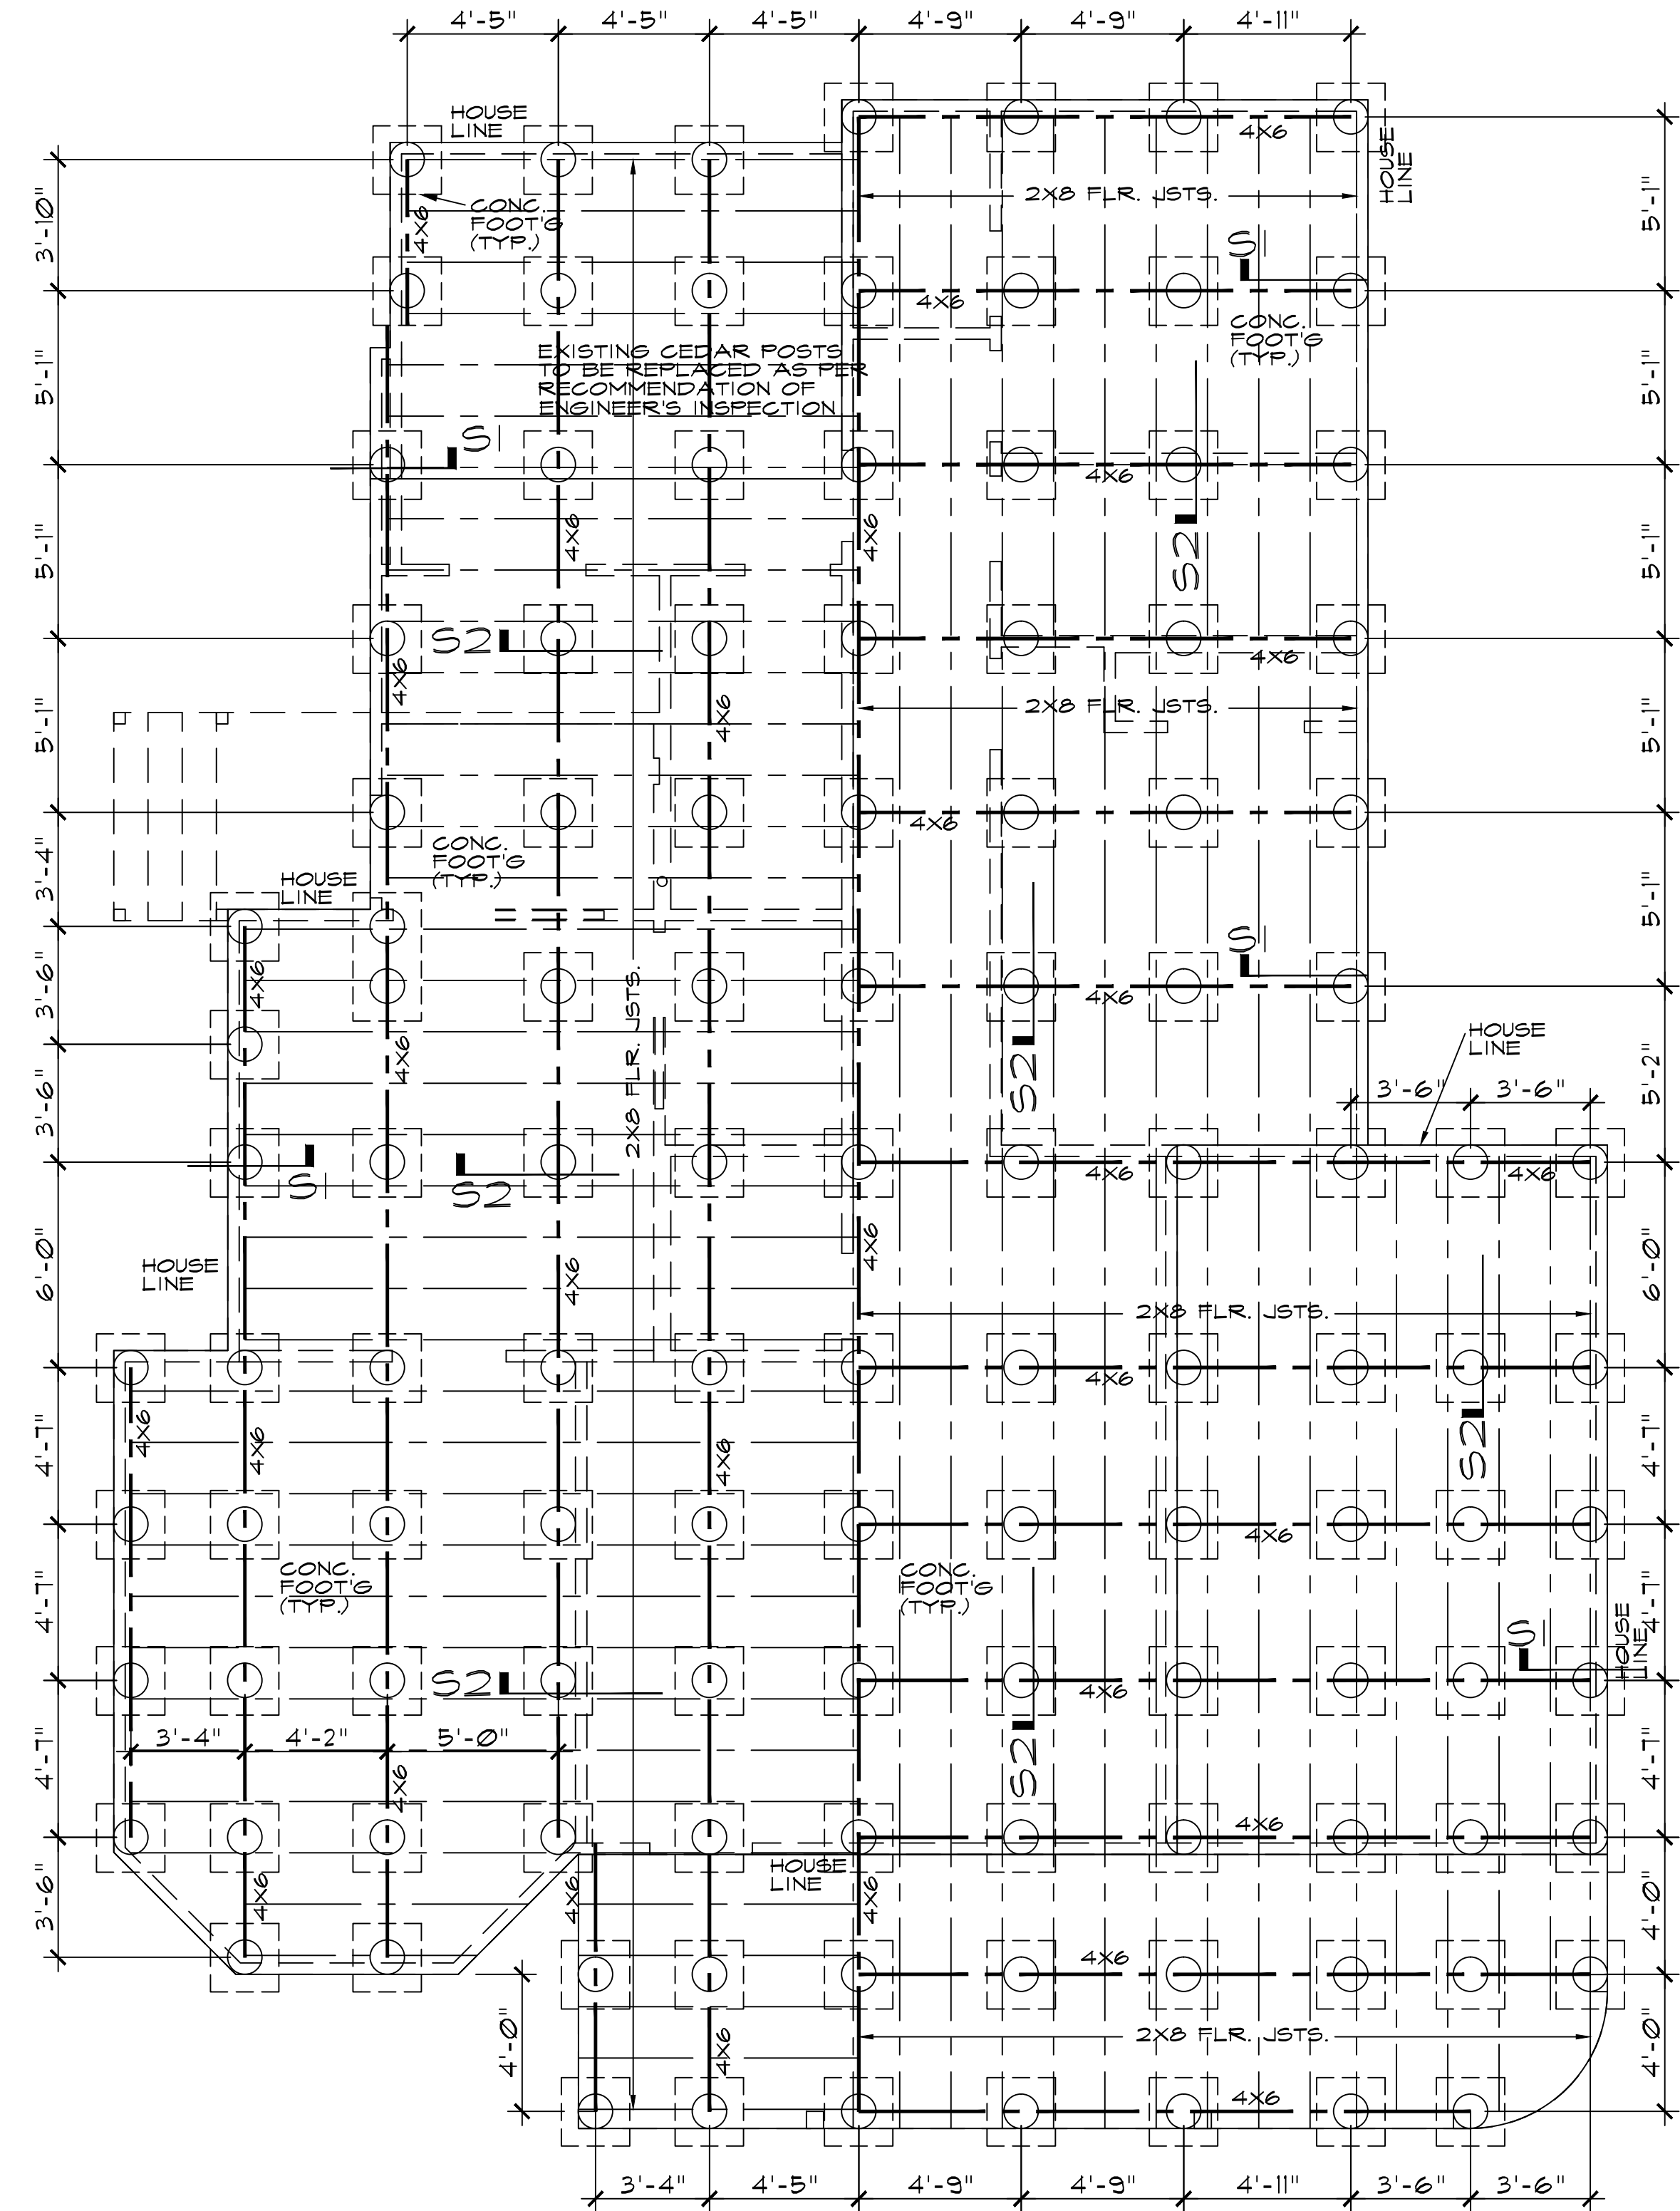 4'-5"
4'-5"
4'-5"
4'-9"
4'-9"
4'-11"
HOUSE
LINE
4X6
HOUSE
LINE
2X8 FLR. JSTS.
CONC.
FOOT'G
(TYP.)
4X6
3'-10"
5'-1"
S1
4X6
CONC.
FOOT'G
(TYP.)
EXISTING CEDAR POSTS
TO BE REPLACED AS PER
RECOMMENDATION OF
ENGINEER'S INSPECTION
5'-1"
5'-1"
S1
4X6
4X6
4X6
S2
5'-1"
5'-1"
S2
4X6
4X6
4X6
2X8 FLR. JSTS.
5'-1"
5'-1"
4X6
CONC.
FOOT'G
(TYP.)
3'-4"
HOUSE
LINE
5'-1"
S1
4X6
3'-6"
4X6
2X8 FLR. JSTS.
4X6
S2
HOUSE
LINE
3'-6"
3'-6"
5'-2"
3'-6"
4X6
4X6
S1
S2
HOUSE
LINE
6'-0"
4X6
4X6
2X8 FLR. JSTS.
6'-0"
4X6
4X6
4X6
4X6
S2
4'-7"
4'-7"
4X6
CONC.
FOOT'G
(TYP.)
CONC.
FOOT'G
(TYP.)
4'-7"
4'-7"
S1
HOUSE
LINE
S2
4X6
3'-4"
4'-2"
5'-0"
4X6
S2
4'-7"
4'-7"
4X6
HOUSE
LINE
3'-6"
4X6
4X6
4X6
4X6
4'-0"
4'-0"
4X6
2X8 FLR. JSTS.
4'-0"
4X6
3'-4"
4'-5"
4'-9"
4'-9"
4'-11"
3'-6"
3'-6"